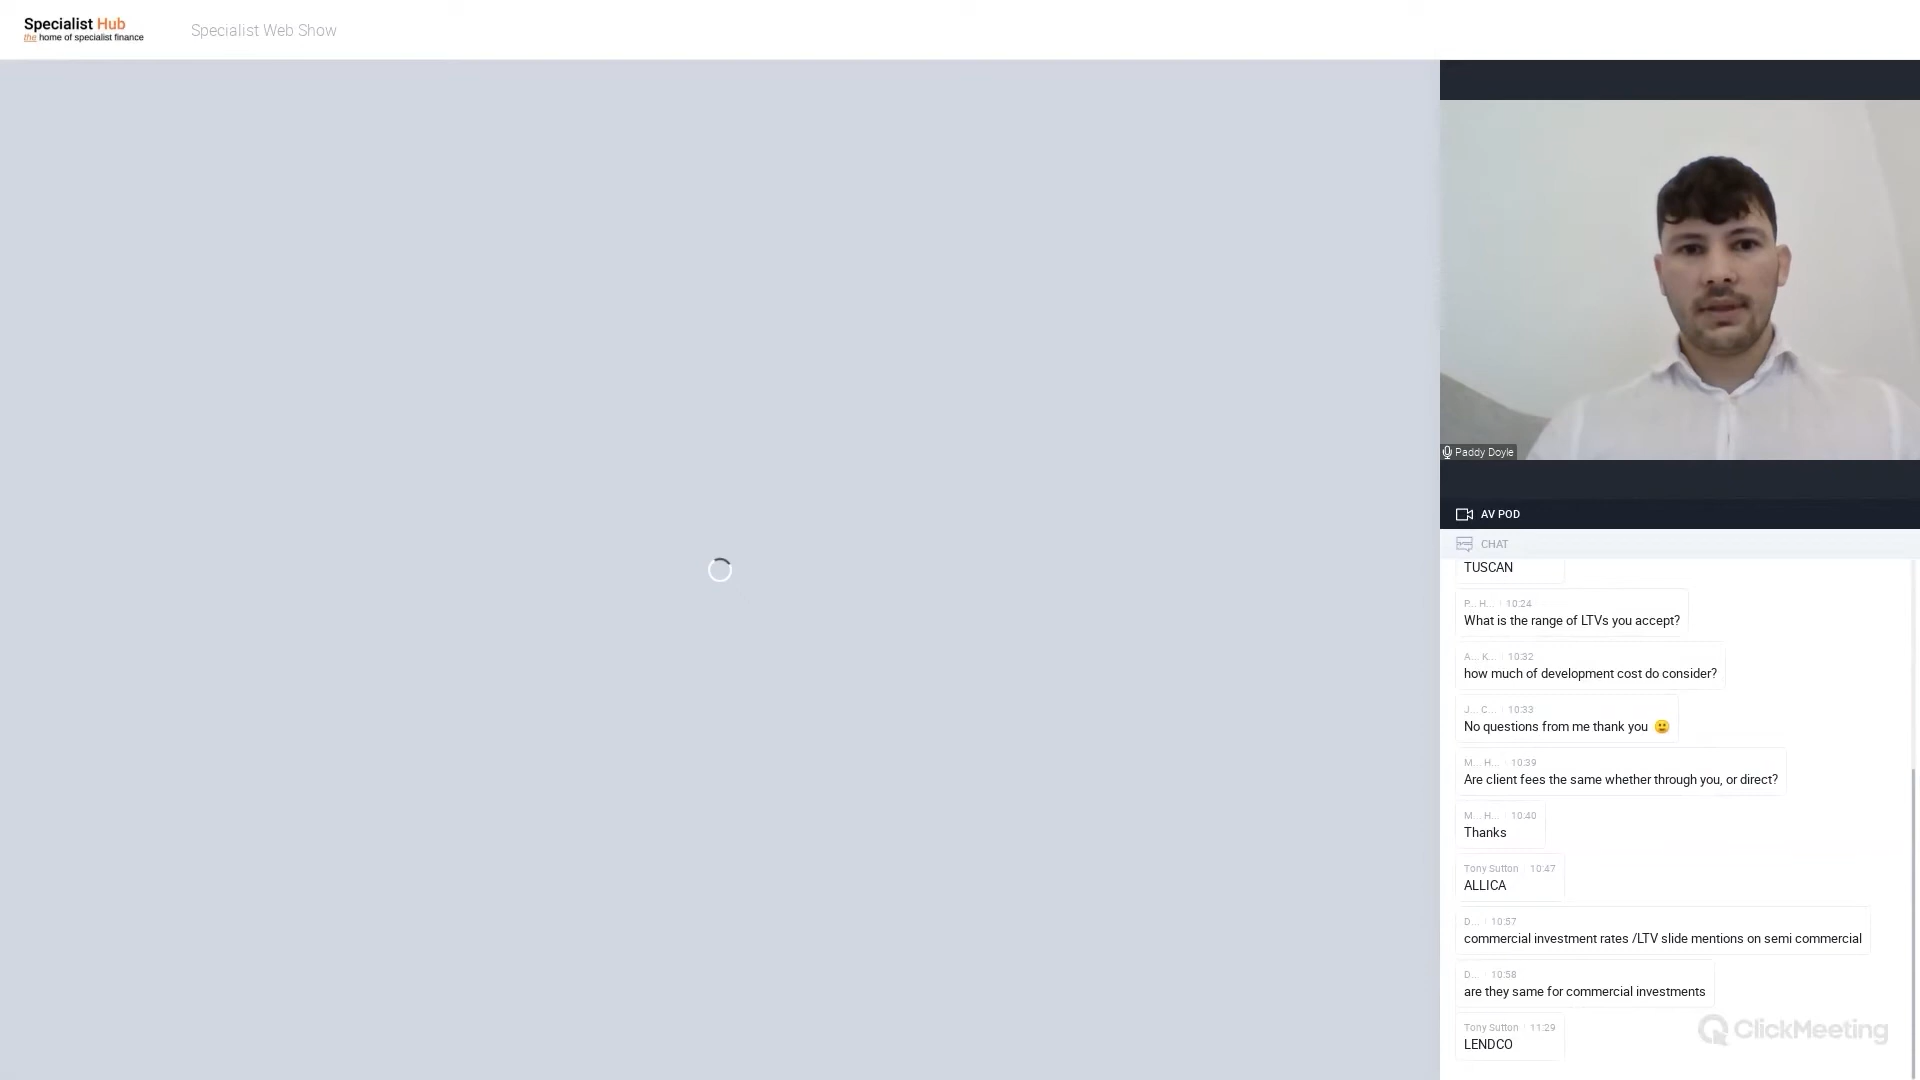 Specialist Hub
the home of specialist finance
Specialist Web Show
Paddy Doyle
AV POD
CHAT
TUSCAN
P... H... 10:24
What is the range of LTVs you accept?
A... K... 10:32
how much of development cost do consider?
J... C... 10:33
No questions from me thank you 🙂
M... H... 10:39
Are client fees the same whether through you, or direct?
M... H... 10:40
Thanks
Tony Sutton 10:47
ALLICA
D... 10:57
commercial investment rates /LTV slide mentions on semi commercial
D... 10:58
are they same for commercial investments
Tony Sutton 11:29
LENDCO
ClickMeeting